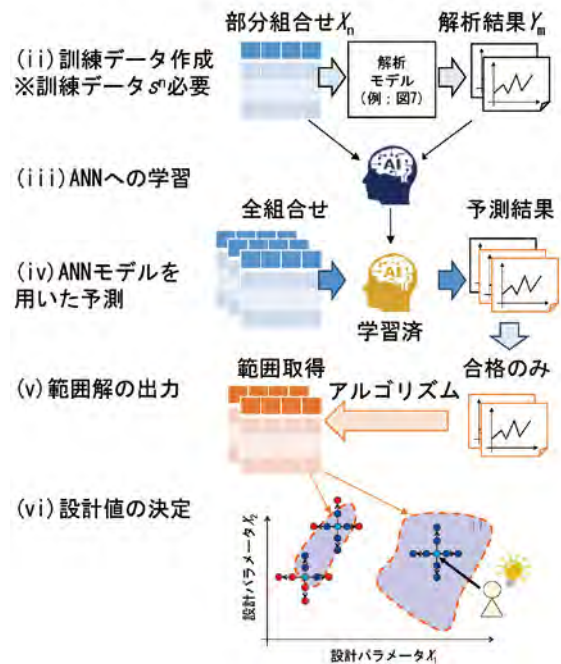 部分組合せX_n
解析結果Y_m
(ii)訓練データ作成
※訓練データsⁿ必要
解析
モデル
(例：図7)
AI
(iii)ANNへの学習
全組合せ
予測結果
(iv)ANNモデルを
用いた予測
AI
学習済
範囲取得
合格のみ
(v)範囲解の出力
アルゴリズム
(vi)設計値の決定
設計パラメータX₂
設計パラメータX₁